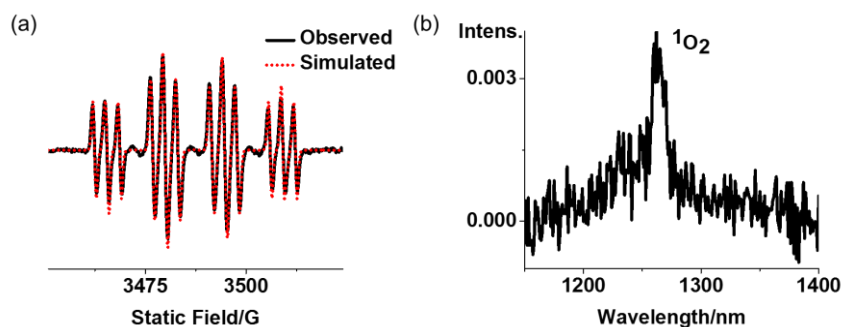 (a)
Observed
Simulated
3475
3500
Static Field/G
(b)
Intens.
¹O₂
0.003
0.000
1200
1300
1400
Wavelength/nm